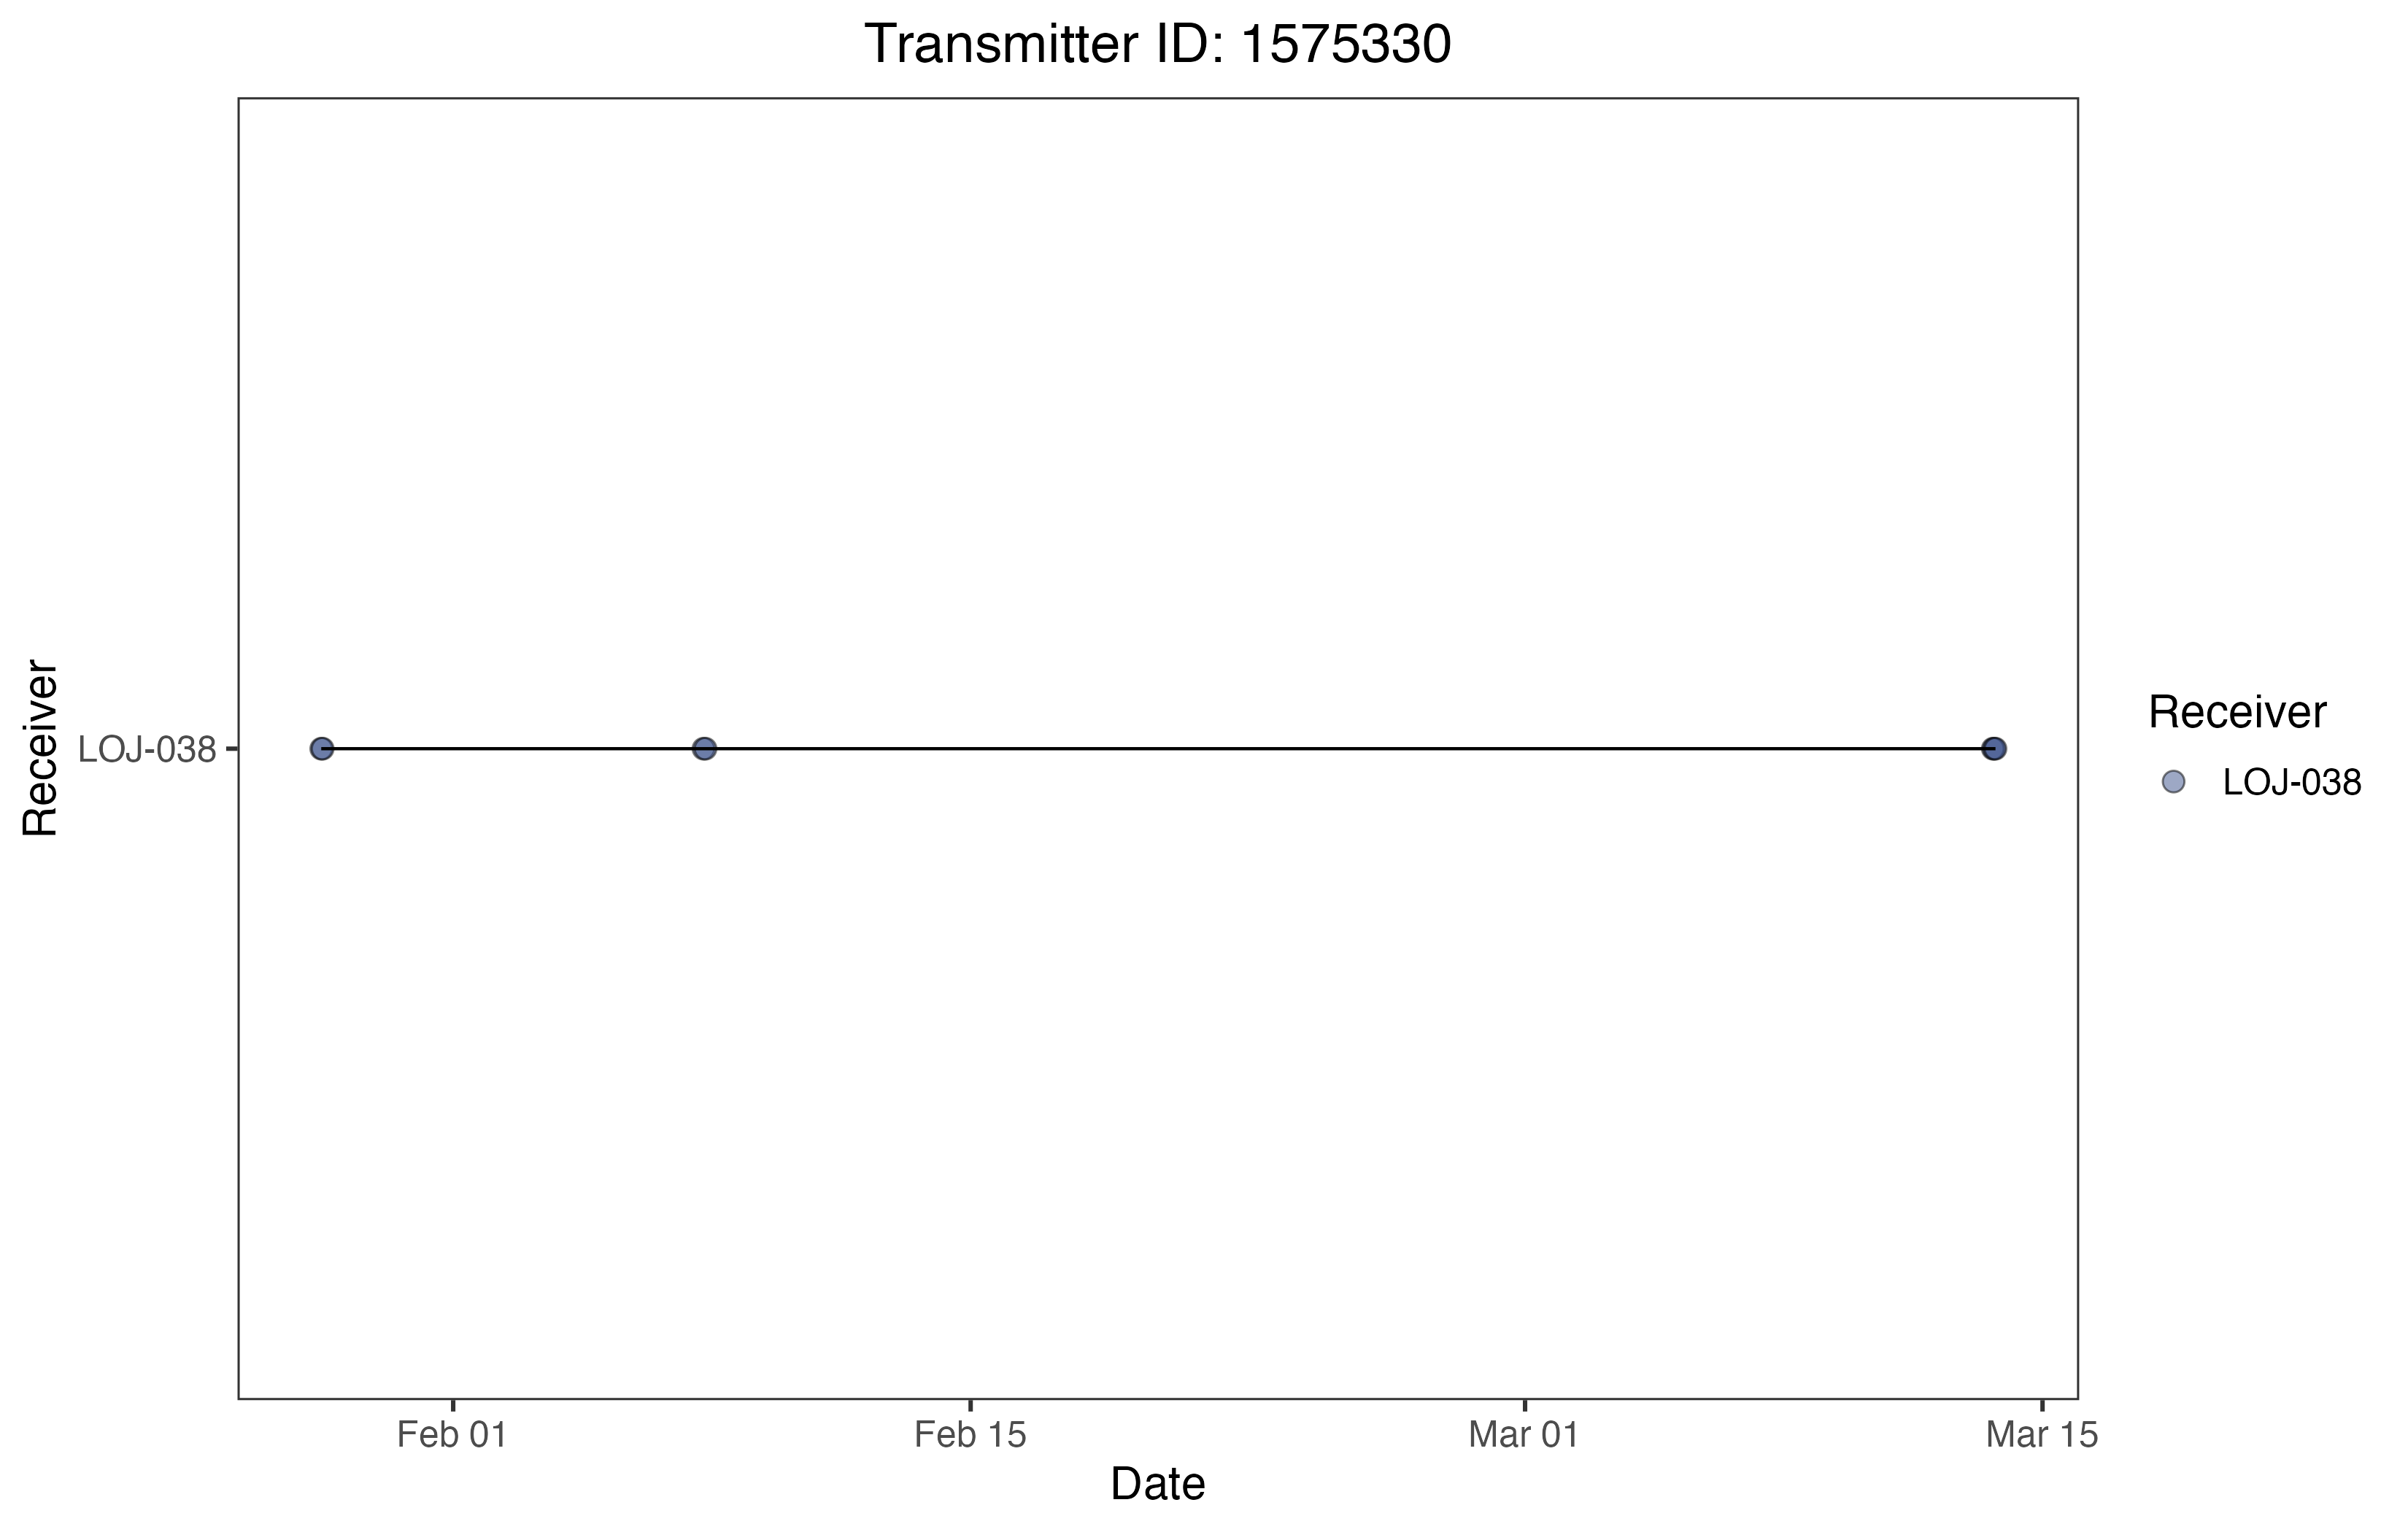 Transmitter ID: 1575330
Receiver
LOJ-038
Receiver
LOJ-038
Feb 01
Feb 15
Mar 01
Mar 15
Date